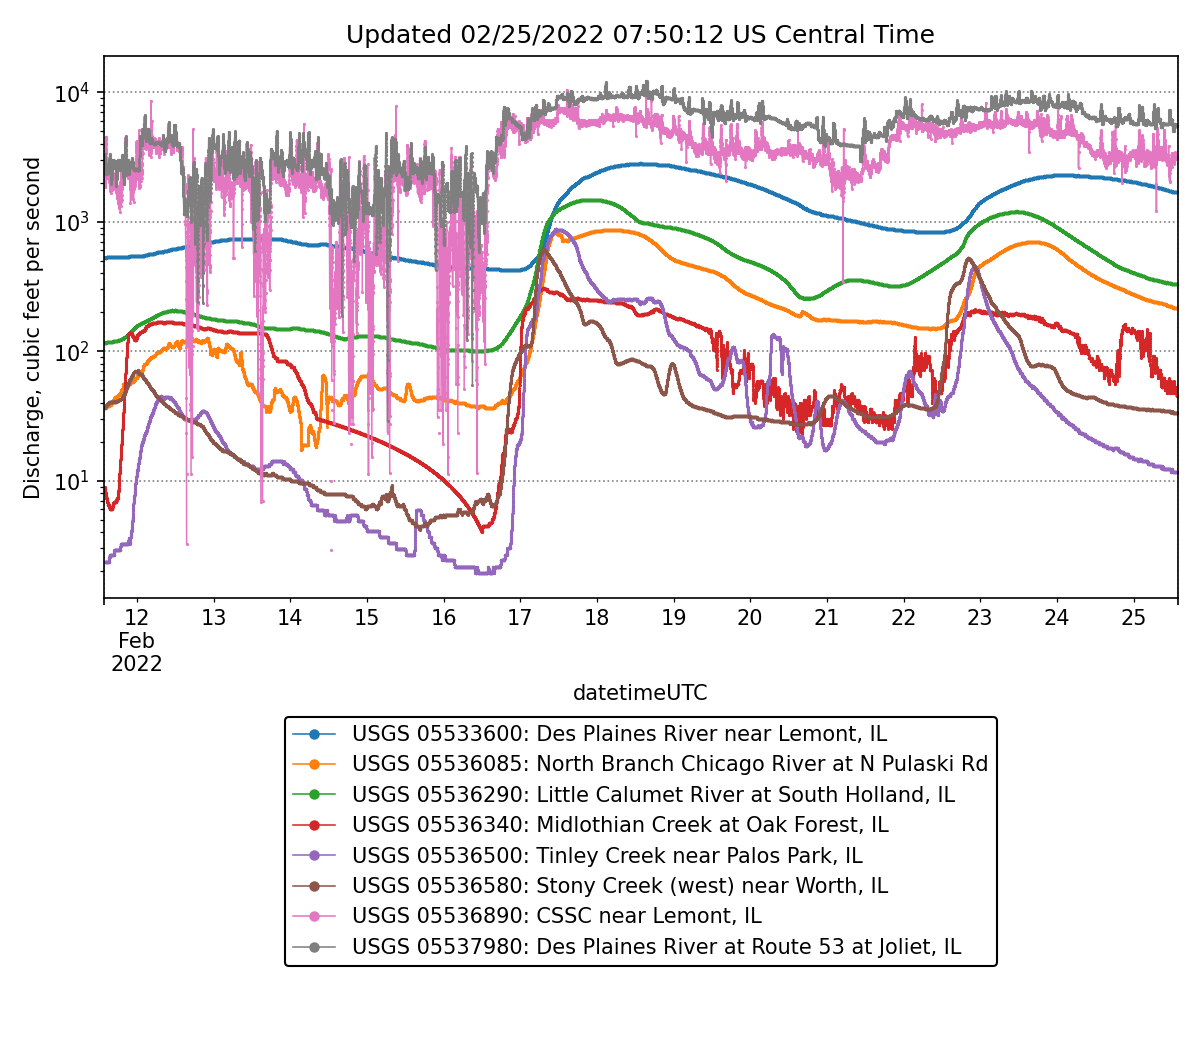 Updated 02/25/2022 07:50:12 US Central Time
Discharge, cubic feet per second
10^4
10^3
10^2
10^1
12 13 14 15 16 17 18 19 20 21 22 23 24 25
Feb
2022
datetimeUTC
USGS 05533600: Des Plaines River near Lemont, IL
USGS 05536085: North Branch Chicago River at N Pulaski Rd
USGS 05536290: Little Calumet River at South Holland, IL
USGS 05536340: Midlothian Creek at Oak Forest, IL
USGS 05536500: Tinley Creek near Palos Park, IL
USGS 05536580: Stony Creek (west) near Worth, IL
USGS 05536890: CSSC near Lemont, IL
USGS 05537980: Des Plaines River at Route 53 at Joliet, IL